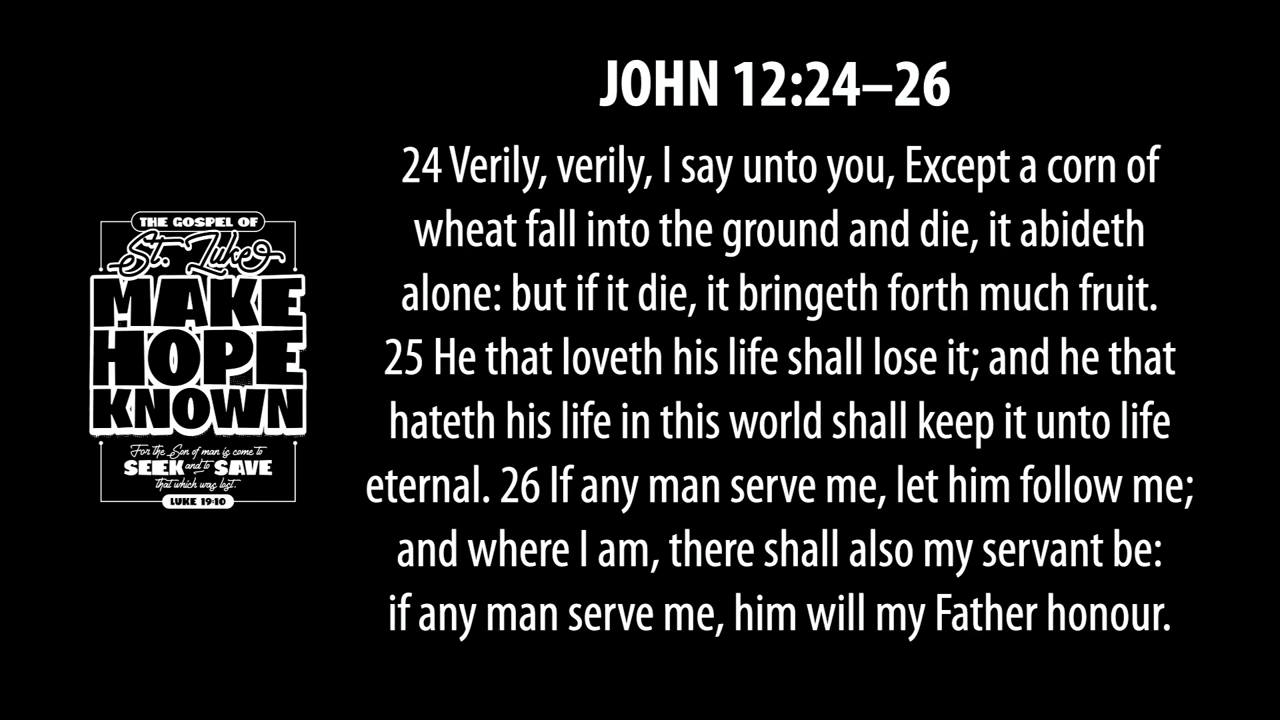 JOHN 12:24–26
24 Verily, verily, I say unto you, Except a corn of
wheat fall into the ground and die, it abideth
alone: but if it die, it bringeth forth much fruit.
25 He that loveth his life shall lose it; and he that
hateth his life in this world shall keep it unto life
eternal. 26 If any man serve me, let him follow me;
and where I am, there shall also my servant be:
if any man serve me, him will my Father honour.
THE GOSPEL OF
St. Luke
MAKE
HOPE
KNOWN
For the Son of man is come to
SEEK and to SAVE
that which was lost.
LUKE 19:10